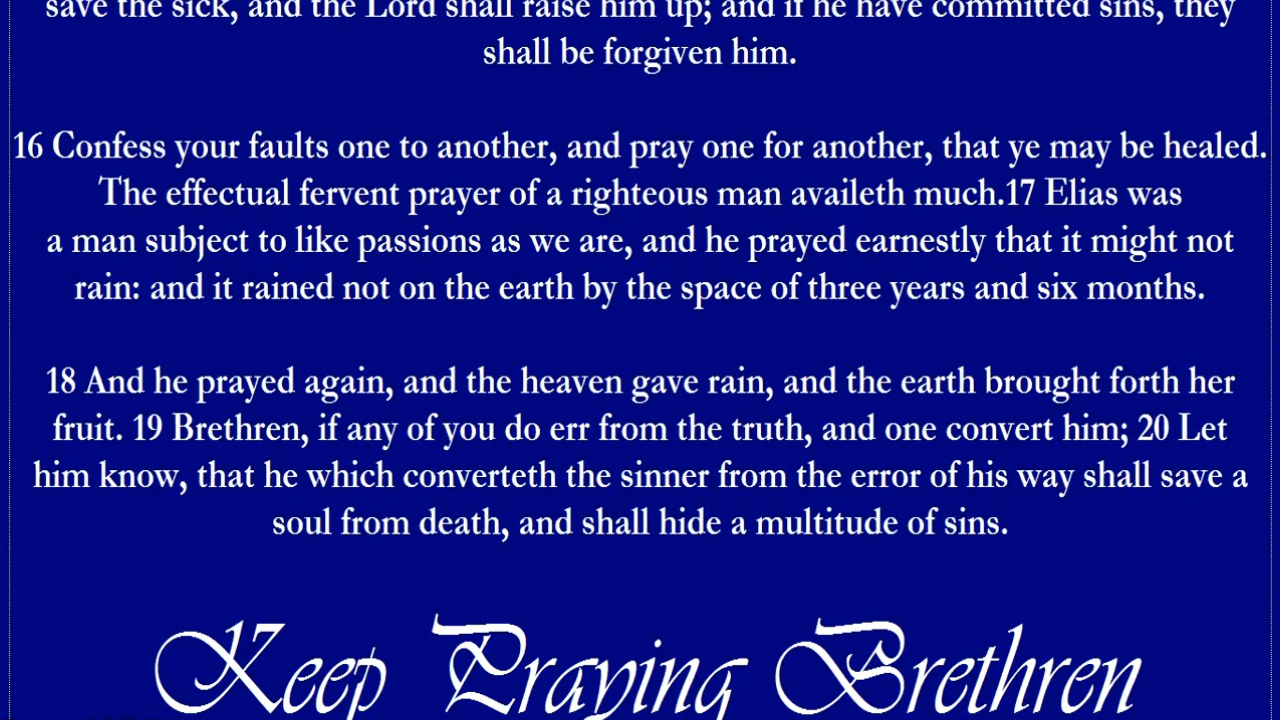 save the sick, and the Lord shall raise him up; and if he have committed sins, they
shall be forgiven him.
16 Confess your faults one to another, and pray one for another, that ye may be healed.
The effectual fervent prayer of a righteous man availeth much.17 Elias was
a man subject to like passions as we are, and he prayed earnestly that it might not
rain: and it rained not on the earth by the space of three years and six months.
18 And he prayed again, and the heaven gave rain, and the earth brought forth her
fruit. 19 Brethren, if any of you do err from the truth, and one convert him; 20 Let
him know, that he which converteth the sinner from the error of his way shall save a
soul from death, and shall hide a multitude of sins.
Keep Praying Brethren